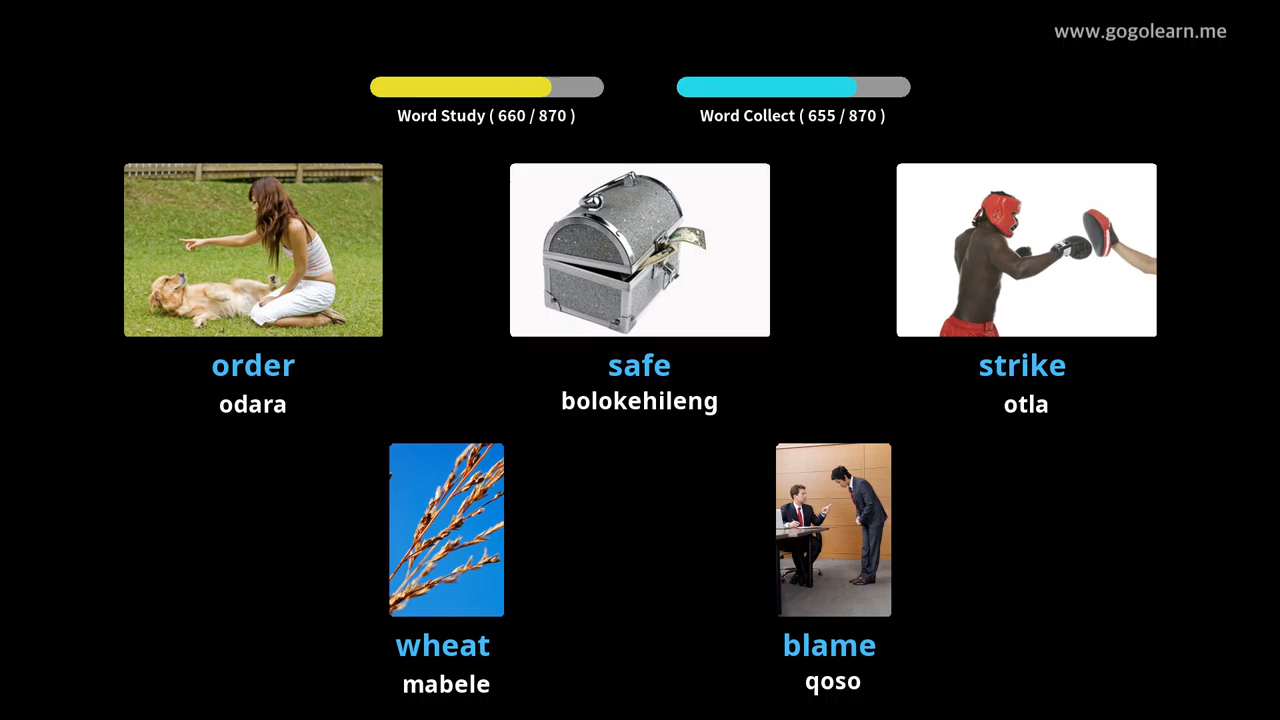 www.gogolearn.me
Word Study ( 660 / 870 )
Word Collect ( 655 / 870 )
order
odara
safe
bolokehileng
strike
otla
wheat
mabele
blame
qoso